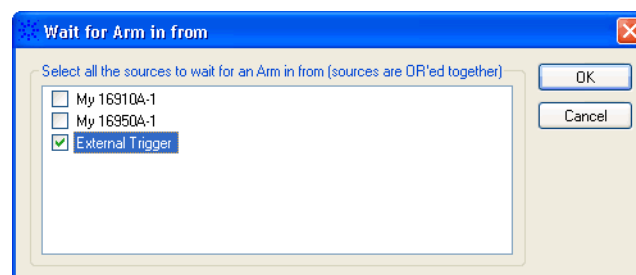 Wait for Arm in from
Select all the sources to wait for an Arm in from (sources are OR'ed together)
OK
My 16910A-1
My 16950A-1
Cancel
External Trigger